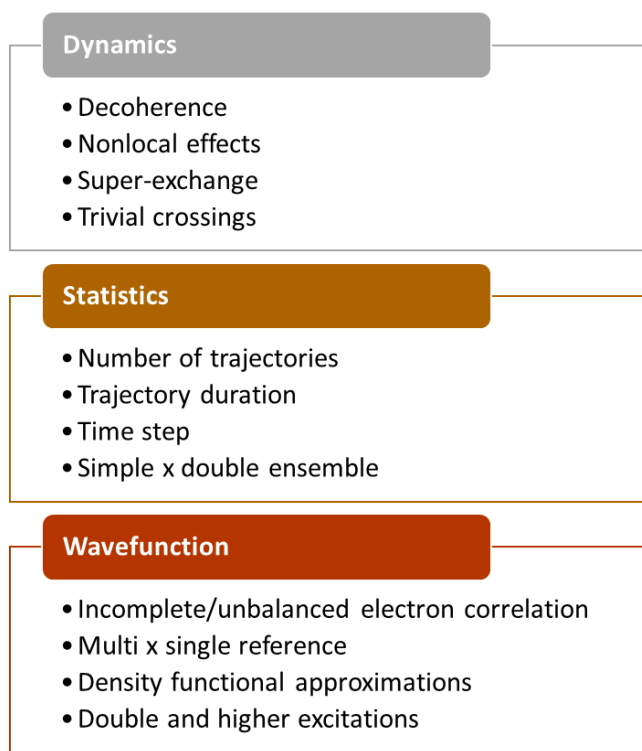 Dynamics
• Decoherence
• Nonlocal effects
• Super-exchange
• Trivial crossings
Statistics
• Number of trajectories
• Trajectory duration
• Time step
• Simple x double ensemble
Wavefunction
• Incomplete/unbalanced electron correlation
• Multi x single reference
• Density functional approximations
• Double and higher excitations